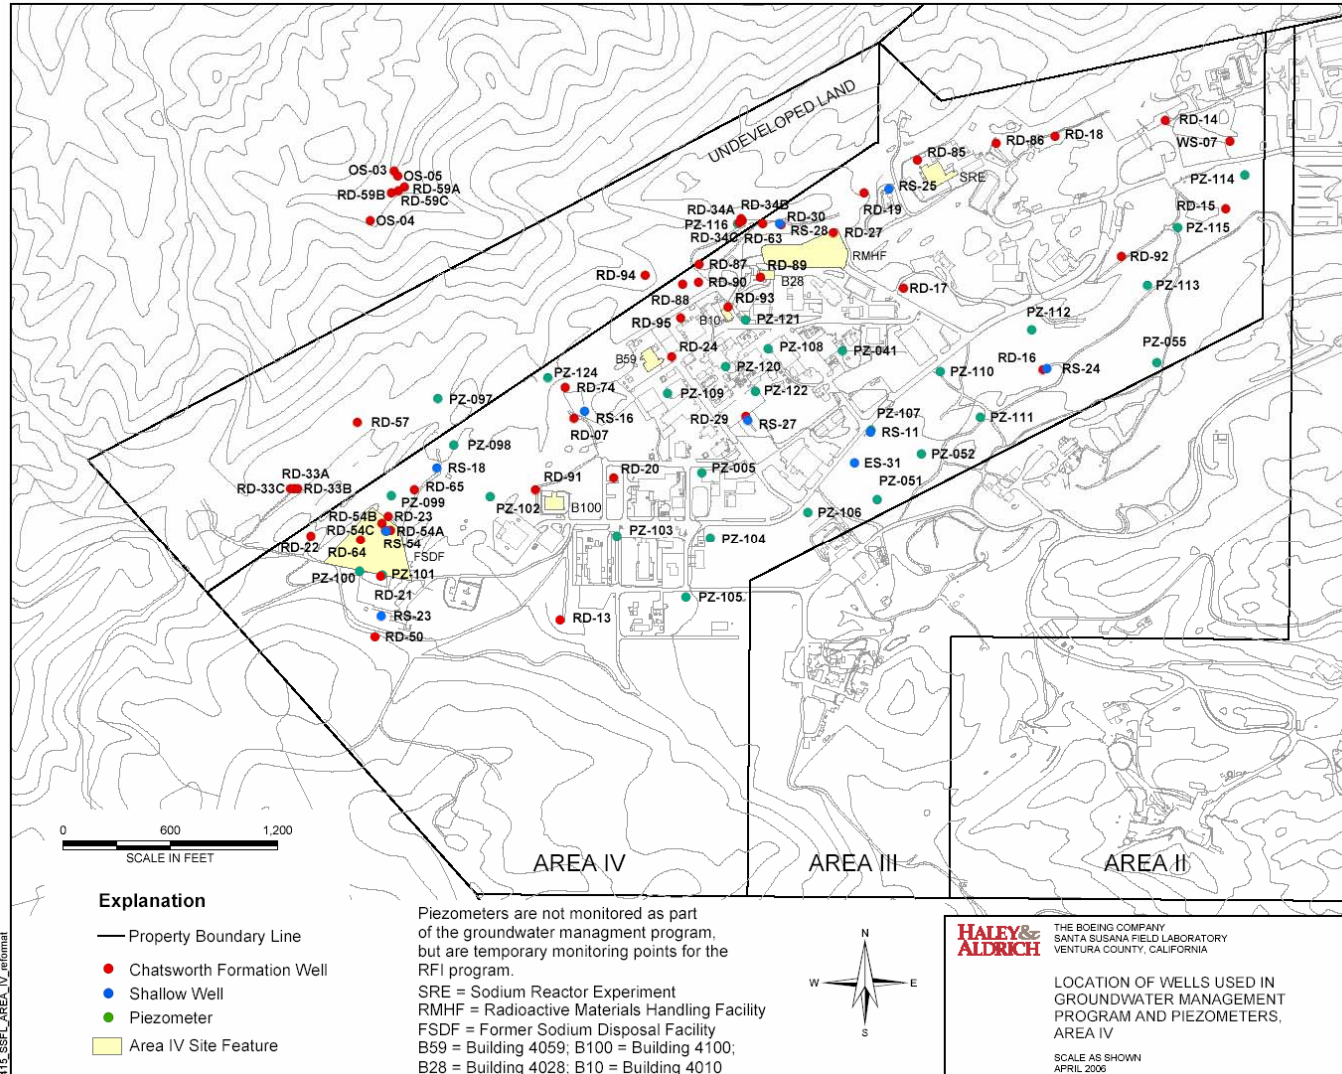 UNDEVELOPED LAND
RD-14
RD-18
RD-86
WS-07
RD-85
SRE
PZ-114
OS-03
OS-05
RD-59A
RD-59B
RD-59C
OS-04
RS-25
RD-19
RD-15
PZ-115
RD-34A
RD-34B
PZ-116
RD-30
RD-34C
RD-63
RS-28
RD-27
RMHF
RD-92
RD-87
RD-89
RD-94
RD-90
B28
RD-88
RD-17
PZ-113
RD-93
B10
RD-95
PZ-121
PZ-112
B59
RD-24
PZ-108
PZ-041
PZ-055
RD-16
RS-24
PZ-120
PZ-110
PZ-124
RD-74
PZ-109
PZ-122
PZ-097
RS-16
RD-07
RD-29
RS-27
PZ-107
RS-11
PZ-111
RD-57
PZ-098
PZ-052
RS-18
ES-31
RD-33A
RD-33C
RD-33B
RD-65
RD-91
RD-20
PZ-005
PZ-099
PZ-102
B100
PZ-051
PZ-106
RD-54B
RD-23
RD-54C
RD-54A
RS-54
RD-22
RD-64
FSDF
PZ-103
PZ-104
PZ-100
PZ-101
RD-21
RS-23
PZ-105
RD-13
RD-50
0 600 1,200
SCALE IN FEET
AREA IV
AREA III
AREA II
Explanation
Property Boundary Line
Chatsworth Formation Well
Shallow Well
Piezometer
Area IV Site Feature
Piezometers are not monitored as part
of the groundwater managment program,
but are temporary monitoring points for the
RFI program.
SRE = Sodium Reactor Experiment
RMHF = Radioactive Materials Handling Facility
FSDF = Former Sodium Disposal Facility
B59 = Building 4059; B100 = Building 4100;
B28 = Building 4028; B10 = Building 4010
N
W E
S
HALEY&
ALDRICH
THE BOEING COMPANY
SANTA SUSANA FIELD LABORATORY
VENTURA COUNTY, CALIFORNIA
LOCATION OF WELLS USED IN
GROUNDWATER MANAGEMENT
PROGRAM AND PIEZOMETERS,
AREA IV
SCALE AS SHOWN
APRIL 2006